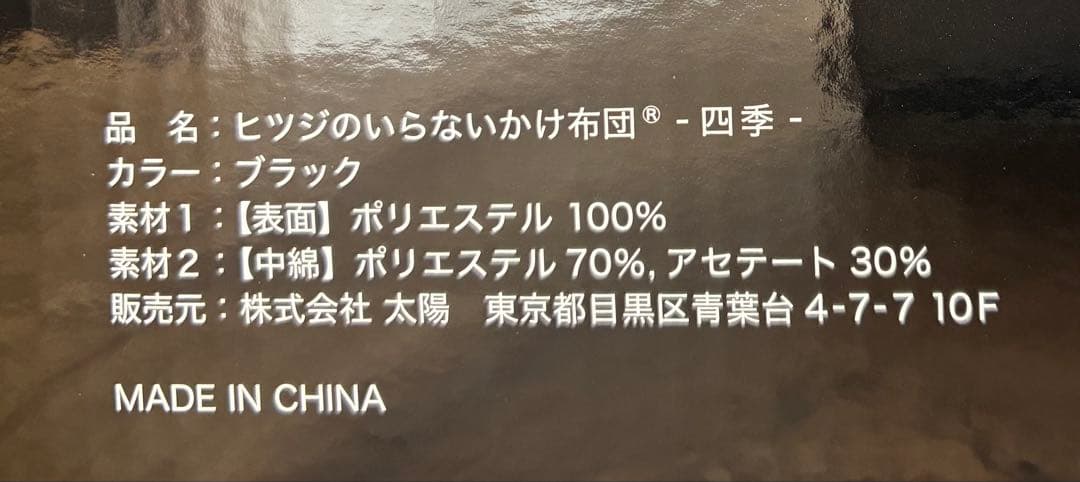 品　名：ヒツジのいらないかけ布団® - 四季 -
カラー：ブラック
素材1：【表面】ポリエステル 100%
素材2：【中綿】ポリエステル 70%, アセテート 30%
販売元：株式会社 太陽　東京都目黒区青葉台 4-7-7 10F
MADE IN CHINA